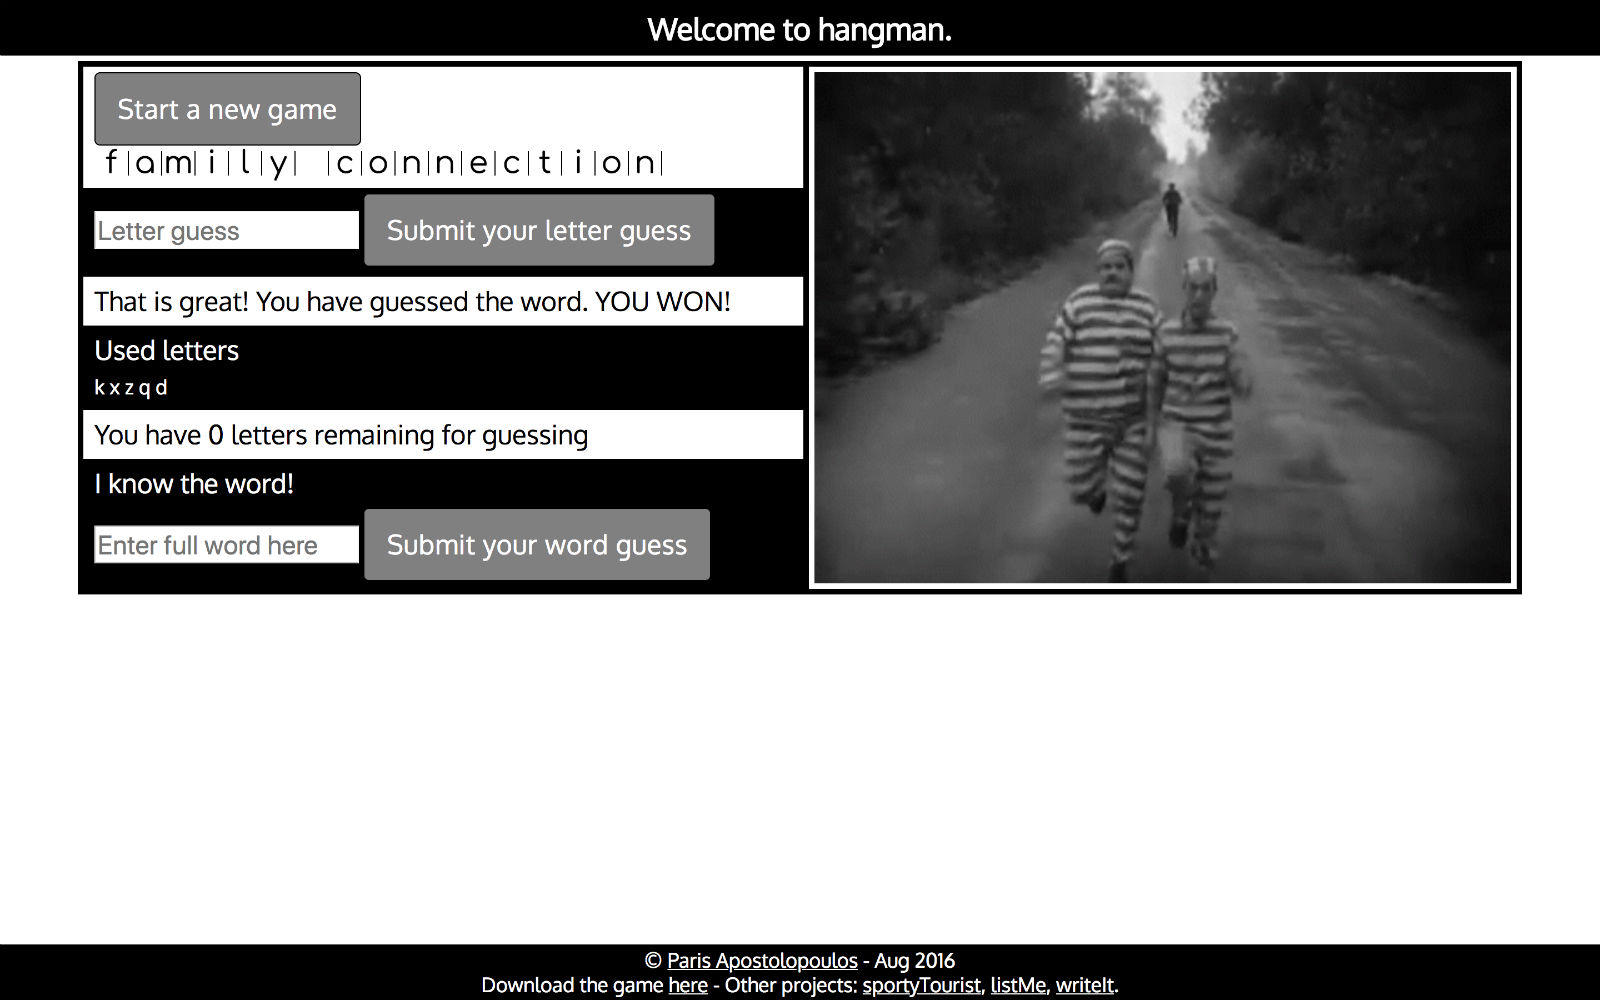 Welcome to hangman.
Start a new game
f|a|m|i|l|y| |c|o|n|n|e|c|t|i|o|n|
Letter guess
Submit your letter guess
That is great! You have guessed the word. YOU WON!
Used letters
k x z q d
You have 0 letters remaining for guessing
I know the word!
Enter full word here
Submit your word guess
© Paris Apostolopoulos - Aug 2016
Download the game here - Other projects: sportyTourist, listMe, writeIt.